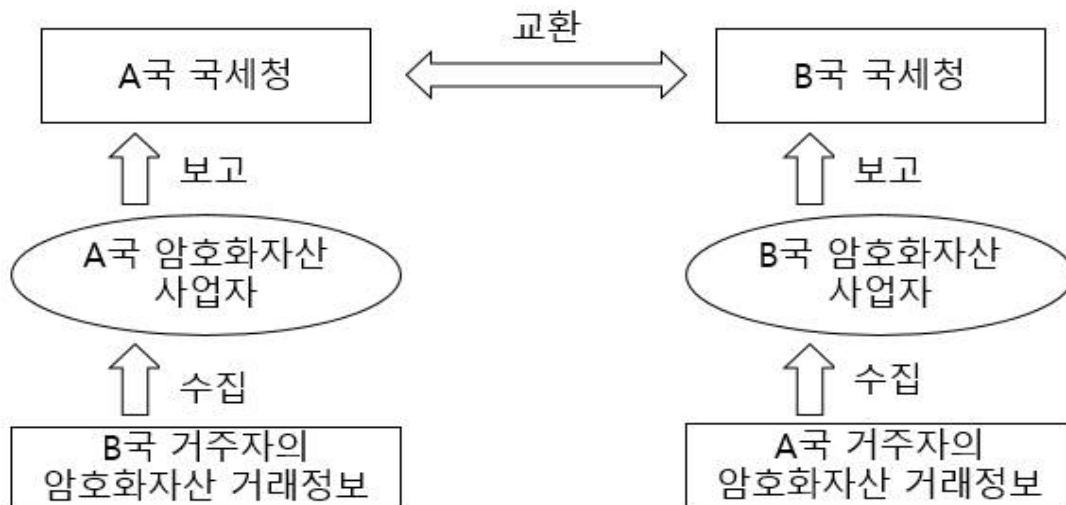 교환
A국 국세청
B국 국세청
보고
보고
A국 암호화자산
사업자
B국 암호화자산
사업자
수집
수집
B국 거주자의
암호화자산 거래정보
A국 거주자의
암호화자산 거래정보